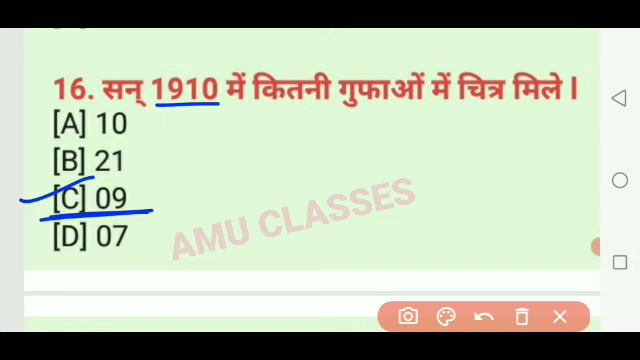 16. सन् 1910 में कितनी गुफाओं में चित्र मिले l
[A] 10
[B] 21
[C] 09
[D] 07
AMU CLASSES